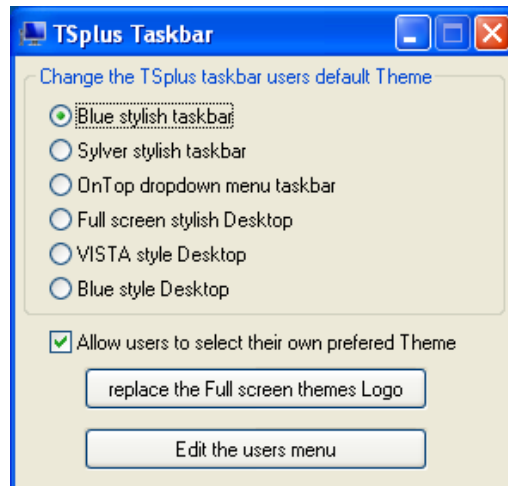 TSplus Taskbar
Change the TSplus taskbar users default Theme
Blue stylish taskbar
Sylver stylish taskbar
OnTop dropdown menu taskbar
Full screen stylish Desktop
VISTA style Desktop
Blue style Desktop
Allow users to select their own prefered Theme
replace the Full screen themes Logo
Edit the users menu